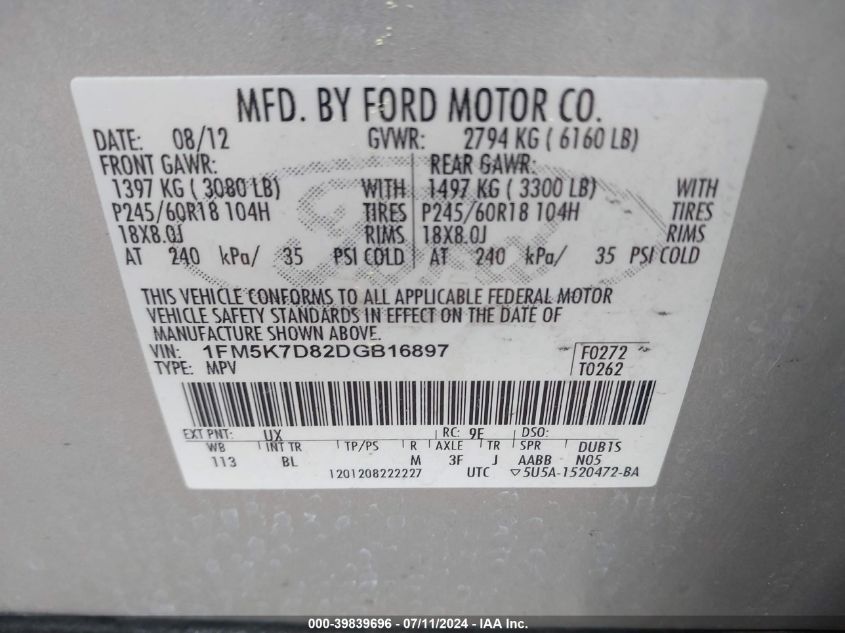 MFD. BY FORD MOTOR CO.
DATE: 08/12 GVWR: 2794 KG ( 6160 LB)
FRONT GAWR: REAR GAWR:
1397 KG ( 3080 LB) WITH 1497 KG ( 3300 LB) WITH
P245/60R18 104H TIRES P245/60R18 104H TIRES
18X8.0J RIMS 18X8.0J RIMS
AT 240 kPa/ 35 PSI COLD AT 240 kPa/ 35 PSI COLD
THIS VEHICLE CONFORMS TO ALL APPLICABLE FEDERAL MOTOR
VEHICLE SAFETY STANDARDS IN EFFECT ON THE DATE OF
MANUFACTURE SHOWN ABOVE.
VIN: 1FM5K7D82DGB16897 F0272
TYPE: MPV T0262
EXT PNT: UX RC: 9E DSO:
WB INT TR TP/PS R AXLE TR SPR DUB1S
113 BL M 3F J AABB N05
1201208222227 UTC ▽5U5A-1520472-BA
000-39839696 - 07/11/2024 - IAA Inc.